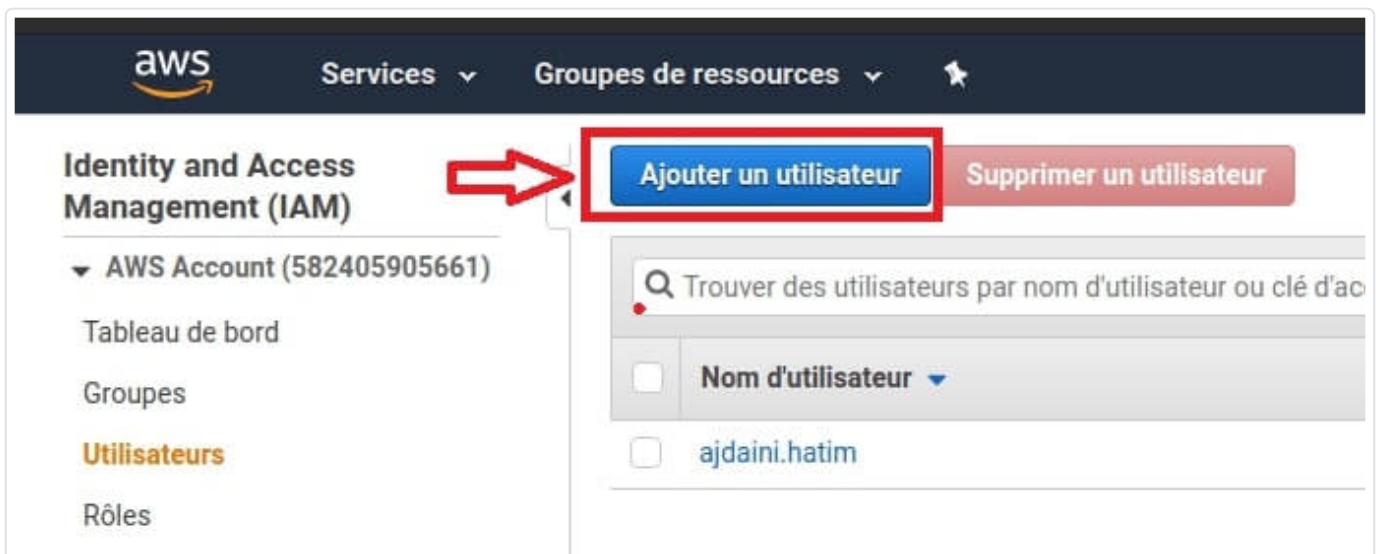 aws
Services
Groupes de ressources
Identity and Access
Management (IAM)
AWS Account (582405905661)
Tableau de bord
Groupes
Utilisateurs
Rôles
Ajouter un utilisateur
Supprimer un utilisateur
Trouver des utilisateurs par nom d'utilisateur ou clé
Nom d'utilisateur
ajdaini.hatim